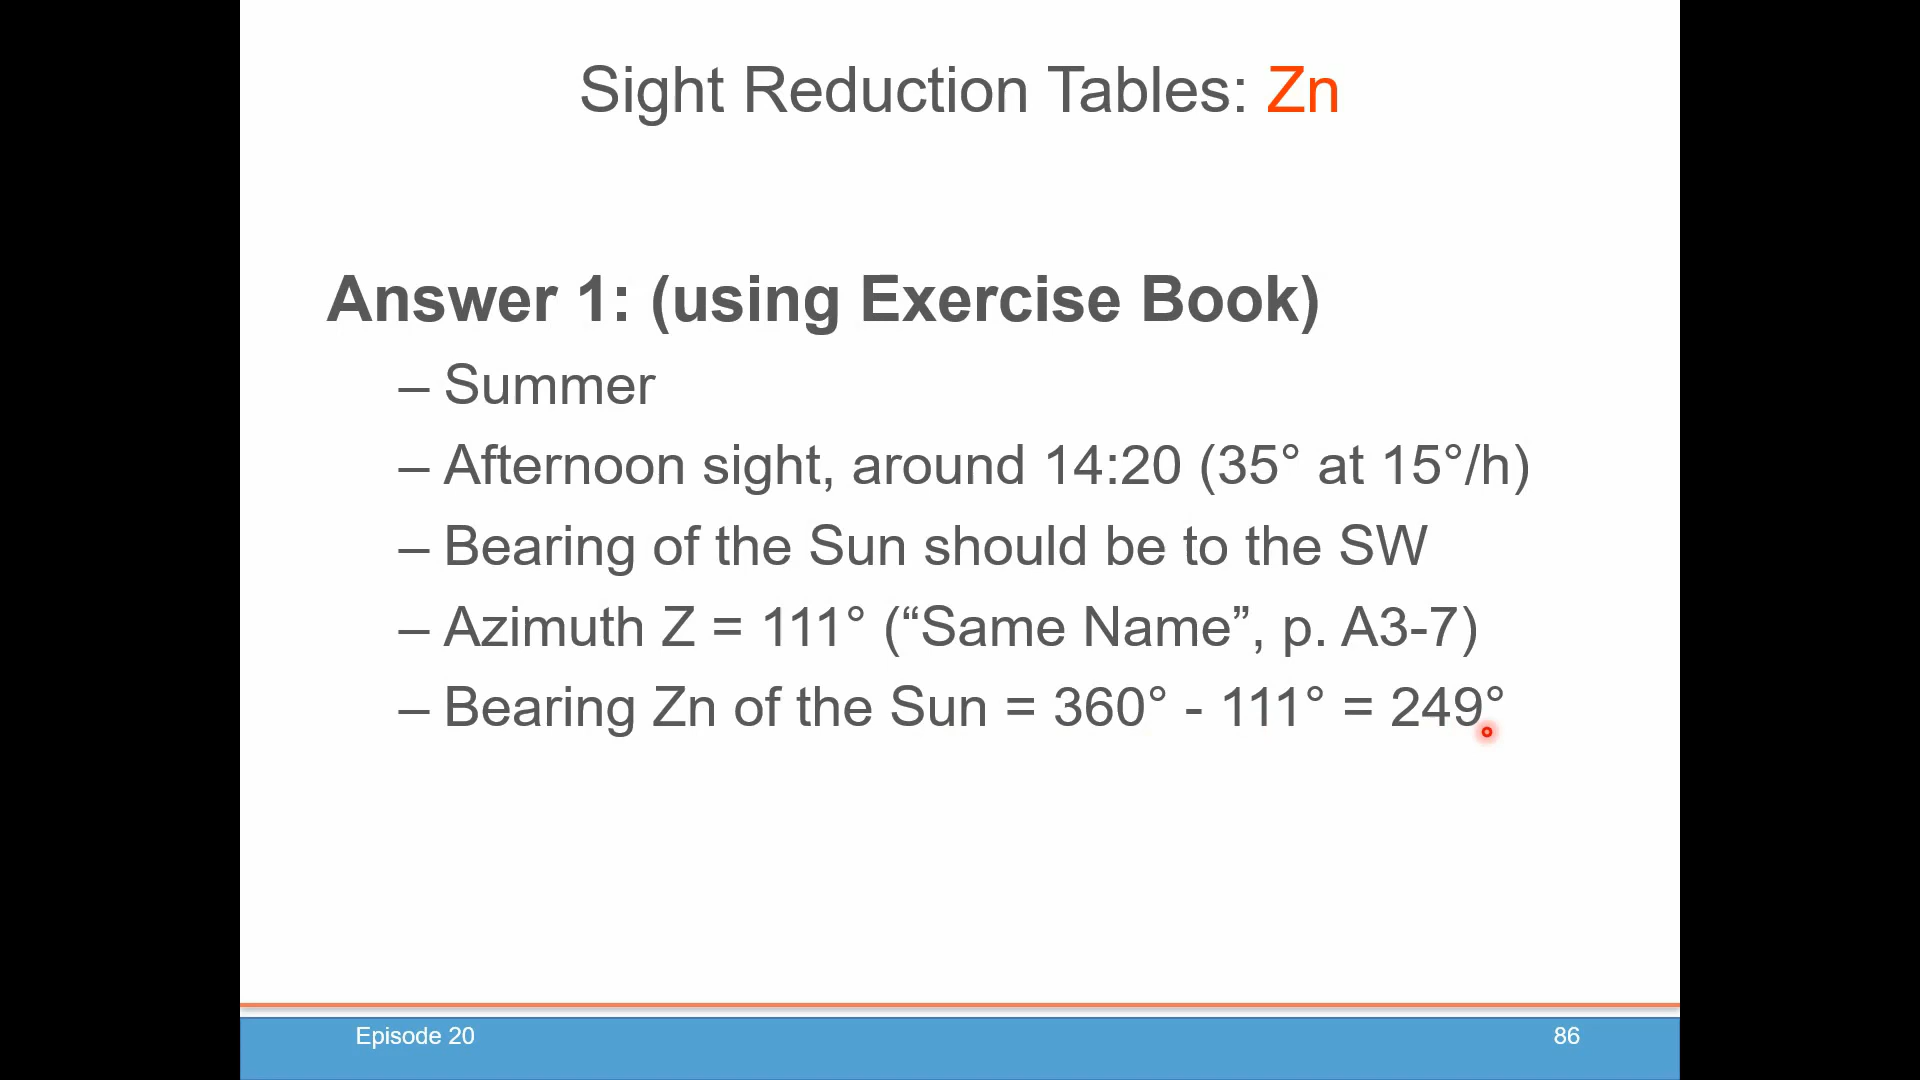 Sight Reduction Tables: Zn
Answer 1: (using Exercise Book)
– Summer
– Afternoon sight, around 14:20 (35° at 15°/h)
– Bearing of the Sun should be to the SW
– Azimuth Z = 111° (“Same Name”, p. A3-7)
– Bearing Zn of the Sun = 360° - 111° = 249°
Episode 20
86